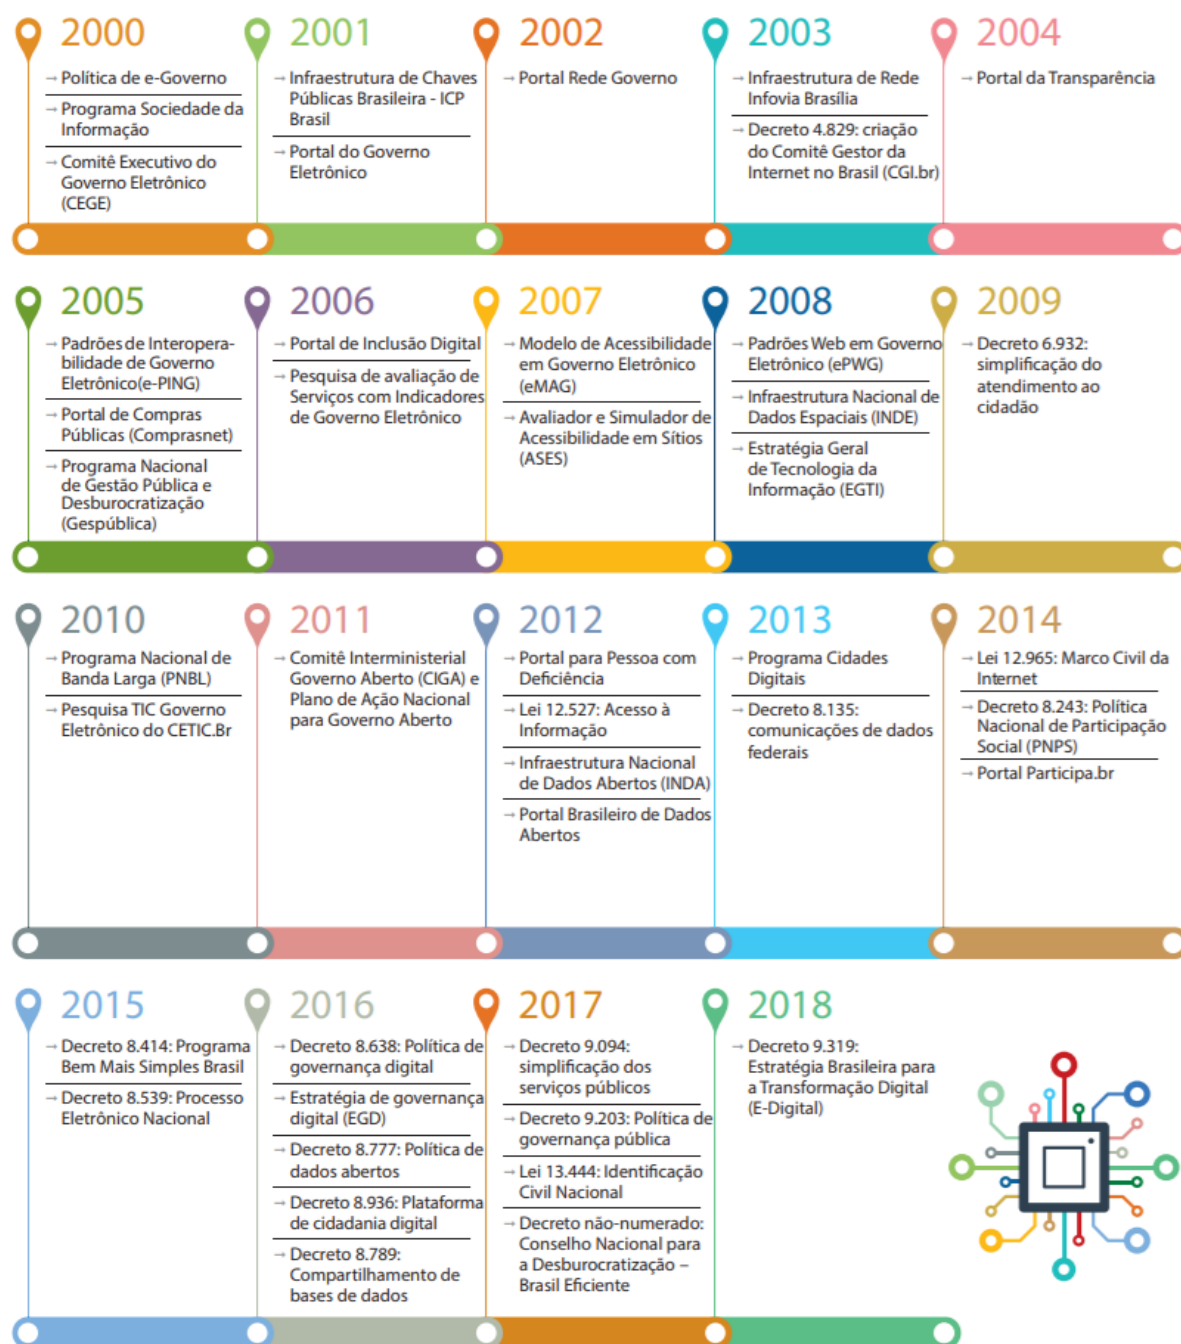 2000
→ Política de e-Governo
→ Programa Sociedade da
Informação
→ Comitê Executivo do
Governo Eletrônico
(CEGE)
2001
→ Infraestrutura de Chaves
Públicas Brasileira - ICP
Brasil
→ Portal do Governo
Eletrônico
2002
→ Portal Rede Governo
2003
→ Infraestrutura de Rede
Infovia Brasília
→ Decreto 4.829: criação
do Comitê Gestor da
Internet no Brasil (CGI.br)
2004
→ Portal da Transparência
2005
→ Padrões de Interopera-
bilidade de Governo
Eletrônico(e-PING)
→ Portal de Compras
Públicas (Comprasnet)
→ Programa Nacional
de Gestão Pública e
Desburocratização
(Gespública)
2006
→ Portal de Inclusão Digital
→ Pesquisa de avaliação de
Serviços com Indicadores
de Governo Eletrônico
2007
→ Modelo de Acessibilidade
em Governo Eletrônico
(eMAG)
→ Avaliador e Simulador de
Acessibilidade em Sítios
(ASES)
2008
→ Padrões Web em Governo
Eletrônico (ePWG)
→ Infraestrutura Nacional de
Dados Espaciais (INDE)
→ Estratégia Geral
de Tecnologia da
Informação (EGTI)
2009
→ Decreto 6.932:
simplificação do
atendimento ao
cidadão
2010
→ Programa Nacional de
Banda Larga (PNBL)
→ Pesquisa TIC Governo
Eletrônico do CETIC.Br
2011
→ Comitê Interministerial
Governo Aberto (CIGA) e
Plano de Ação Nacional
para Governo Aberto
2012
→ Portal para Pessoa com
Deficiência
→ Lei 12.527: Acesso à
Informação
→ Infraestrutura Nacional
de Dados Abertos (INDA)
→ Portal Brasileiro de Dados
Abertos
2013
→ Programa Cidades
Digitais
→ Decreto 8.135:
comunicações de dados
federais
2014
→ Lei 12.965: Marco Civil da
Internet
→ Decreto 8.243: Política
Nacional de Participação
Social (PNPS)
→ Portal Participa.br
2015
→ Decreto 8.414: Programa
Bem Mais Simples Brasil
→ Decreto 8.539: Processo
Eletrônico Nacional
2016
→ Decreto 8.638: Política de
governança digital
→ Estratégia de governança
digital (EGD)
→ Decreto 8.777: Política de
dados abertos
→ Decreto 8.936: Plataforma
de cidadania digital
→ Decreto 8.789:
Compartilhamento de
bases de dados
2017
→ Decreto 9.094:
simplificação dos
serviços públicos
→ Decreto 9.203: Política de
governança pública
→ Lei 13.444: Identificação
Civil Nacional
→ Decreto não-numerado:
Conselho Nacional para
a Desburocratização –
Brasil Eficiente
2018
→ Decreto 9.319:
Estratégia Brasileira para
a Transformação Digital
(E-Digital)